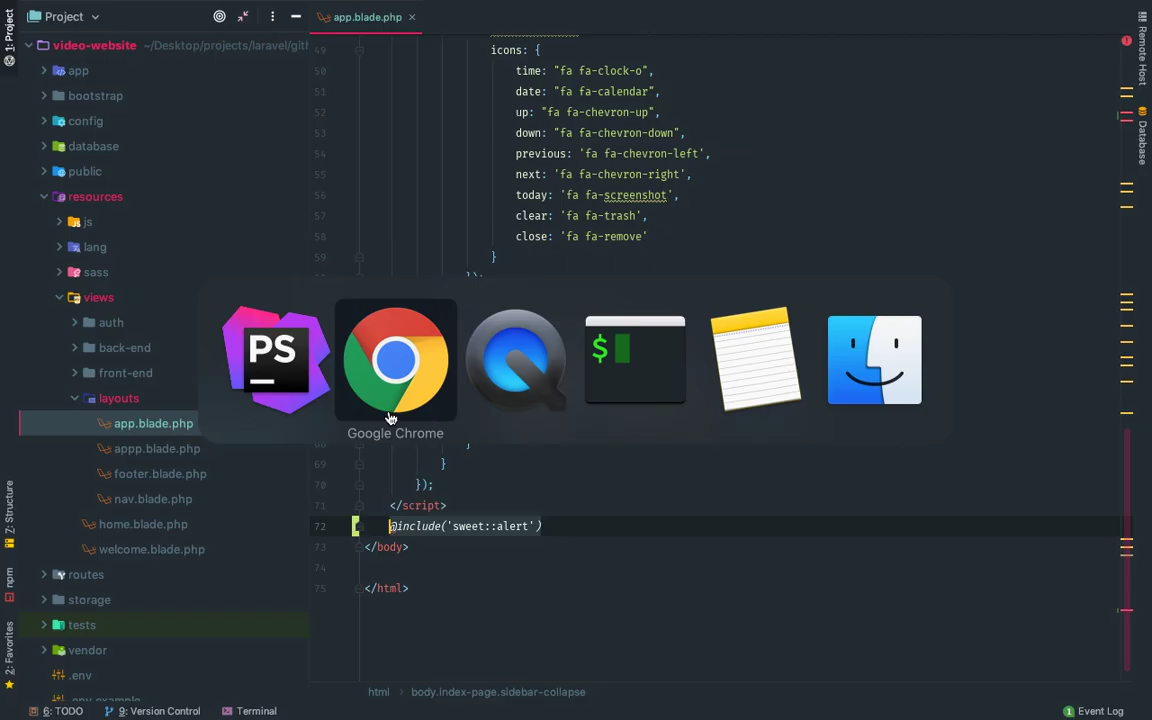 Project
app.blade.php
1: Project
video-website ~/Desktop/projects/laravel/gitl
app
bootstrap
config
database
public
resources
js
lang
sass
views
auth
back-end
front-end
layouts
app.blade.php
appp.blade.php
footer.blade.php
nav.blade.php
home.blade.php
welcome.blade.php
routes
storage
tests
vendor
.env
.env.example
7: Structure
npm
2: Favorites
49 icons: {
50 time: "fa fa-clock-o",
51 date: "fa fa-calendar",
52 up: "fa fa-chevron-up",
53 down: "fa fa-chevron-down",
54 previous: 'fa fa-chevron-left',
55 next: 'fa fa-chevron-right',
56 today: 'fa fa-screenshot',
57 clear: 'fa fa-trash',
58 close: 'fa fa-remove'
59 }
});
PS
$
Google Chrome
}
69 }
70 });
71 </script>
72 @include('sweet::alert')
73 </body>
74
75 </html>
Remote Host
Database
html body.index-page.sidebar-collapse
6: TODO 9: Version Control Terminal
1 Event Log